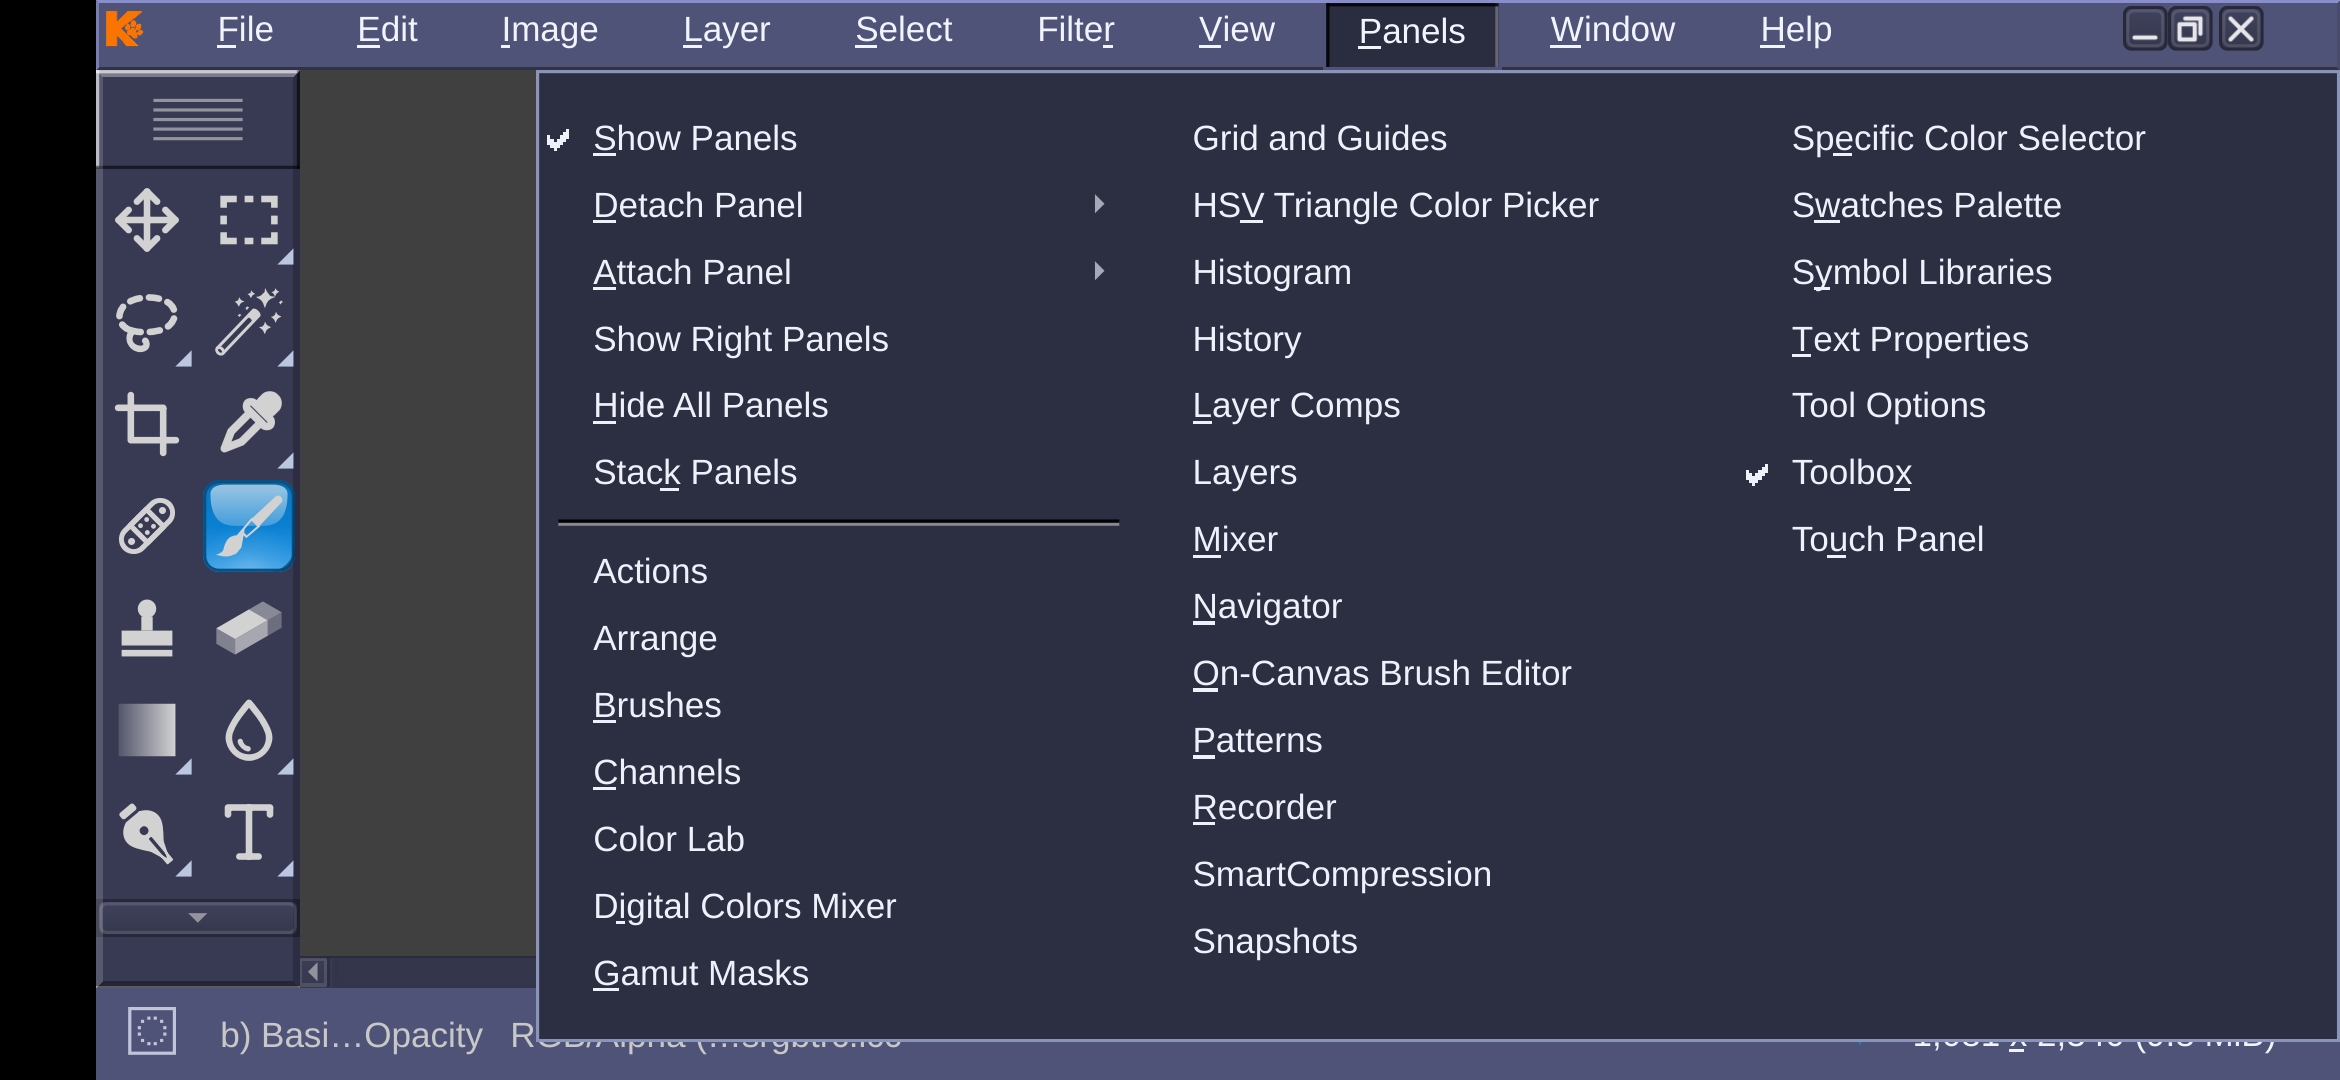 File Edit Image Layer Select Filter View Panels Window Help
Show Panels
Detach Panel
Attach Panel
Show Right Panels
Hide All Panels
Stack Panels
Actions
Arrange
Brushes
Channels
Color Lab
Digital Colors Mixer
Gamut Masks
Grid and Guides
HSV Triangle Color Picker
Histogram
History
Layer Comps
Layers
Mixer
Navigator
On-Canvas Brush Editor
Patterns
Recorder
SmartCompression
Snapshots
Specific Color Selector
Swatches Palette
Symbol Libraries
Text Properties
Tool Options
Toolbox
Touch Panel
b) Basi…Opacity RGB/Alpha